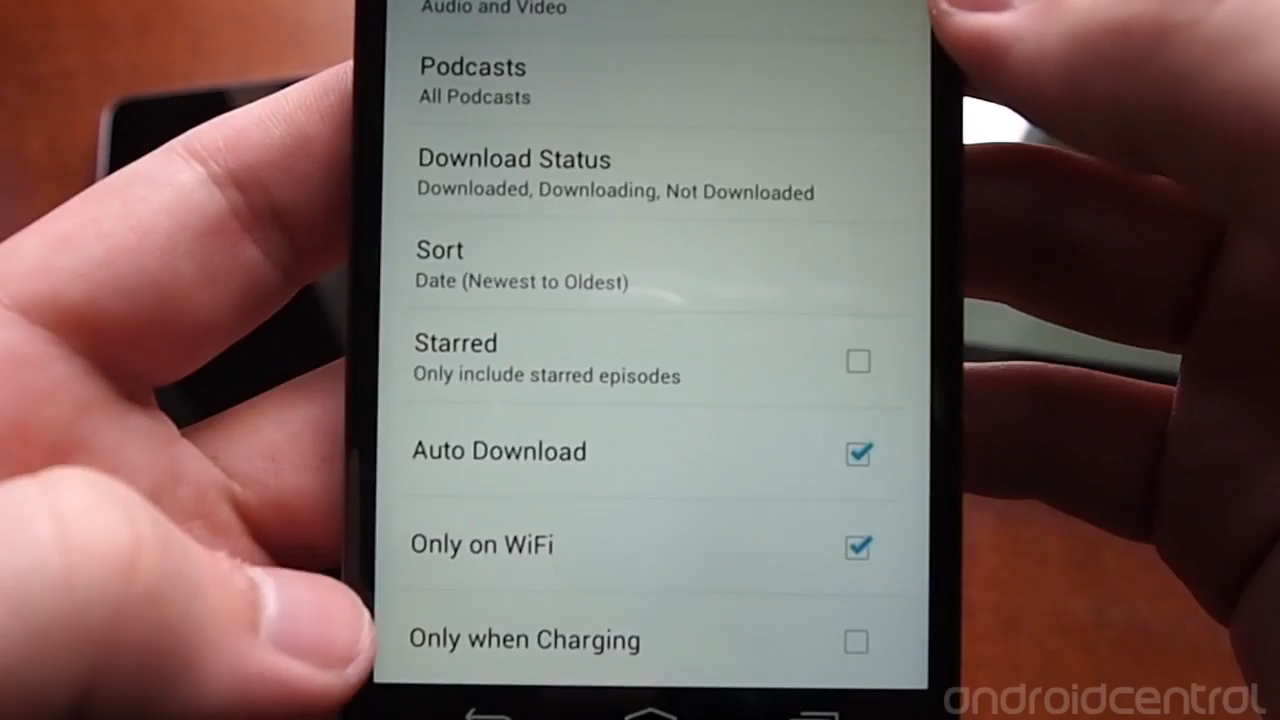 Audio and Video
Podcasts
All Podcasts
Download Status
Downloaded, Downloading, Not Downloaded
Sort
Date (Newest to Oldest)
Starred
Only include starred episodes
Auto Download
Only on WiFi
Only when Charging
androidcentral